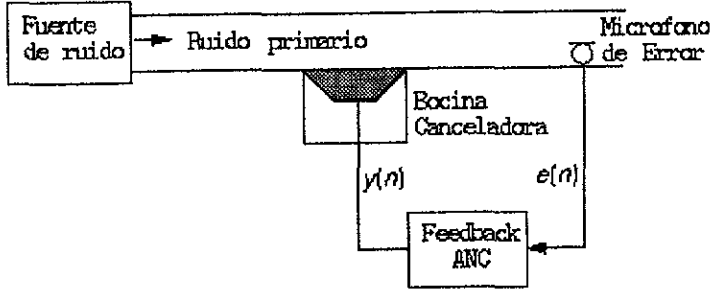 Fuente
de ruido
Ruido primario
Microfono
de Error
Bocina
Canceladora
y(n)
e(n)
Feedback
ANC